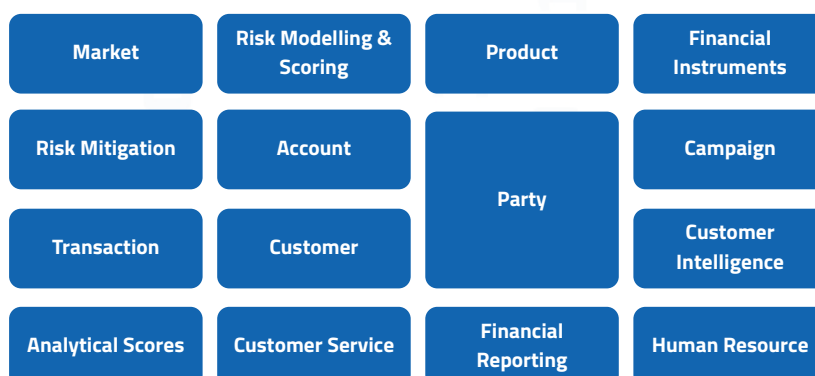 Market
Risk Modelling &
Scoring
Product
Financial
Instruments
Risk Mitigation
Account
Party
Campaign
Transaction
Customer
Customer
Intelligence
Analytical Scores
Customer Service
Financial
Reporting
Human Resource